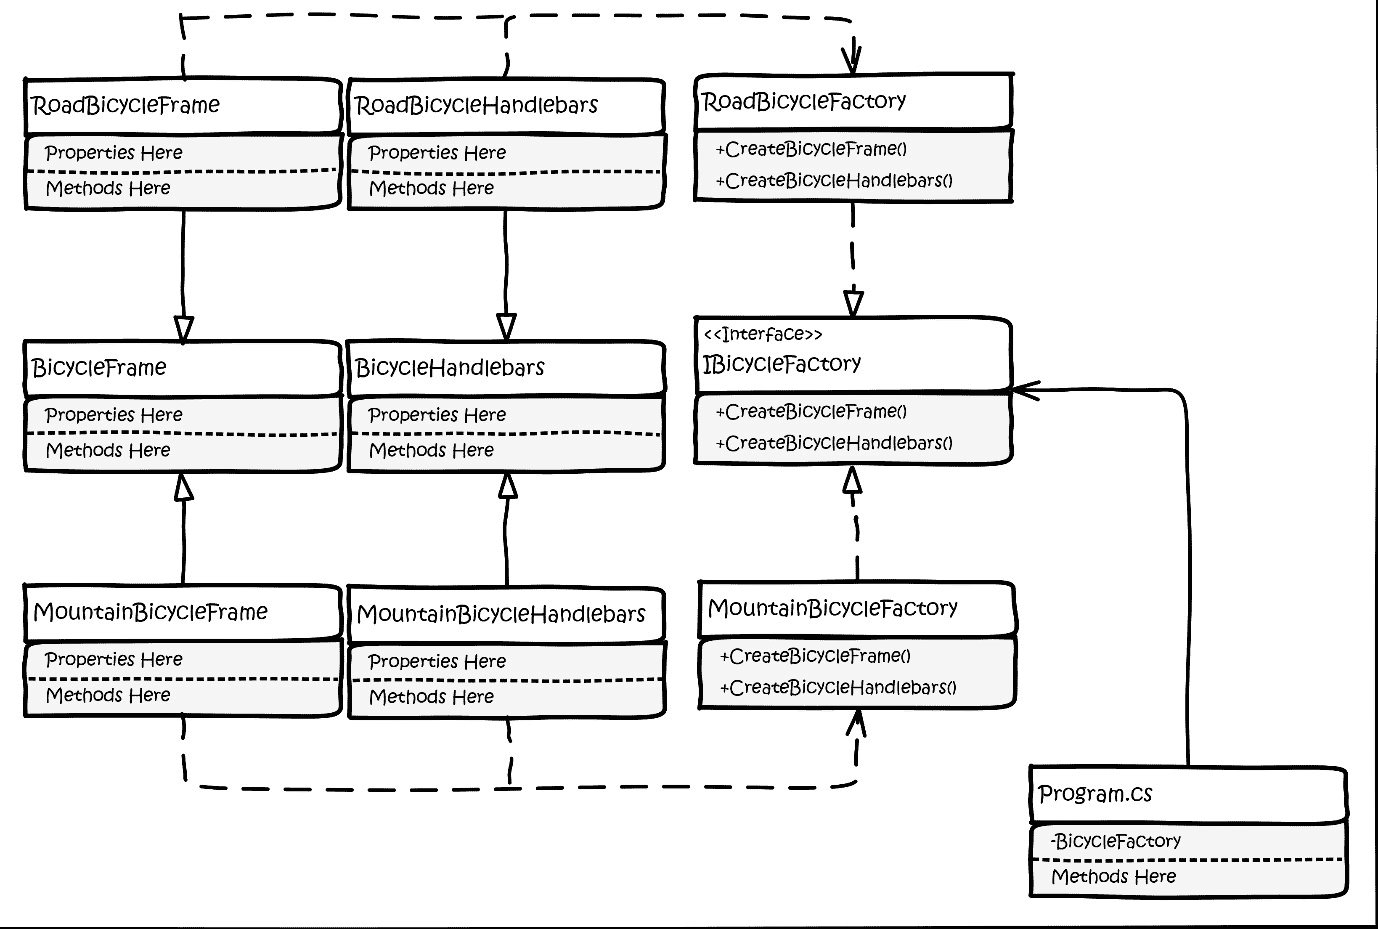 RoadBicycleFrame
Properties Here
Methods Here
RoadBicycleHandlebars
Properties Here
Methods Here
RoadBicycleFactory
+CreateBicycleFrame()
+CreateBicycleHandlebars()
BicycleFrame
Properties Here
Methods Here
BicycleHandlebars
Properties Here
Methods Here
<<Interface>>
IBicycleFactory
+CreateBicycleFrame()
+CreateBicycleHandlebars()
MountainBicycleFrame
Properties Here
Methods Here
MountainBicycleHandlebars
Properties Here
Methods Here
MountainBicycleFactory
+CreateBicycleFrame()
+CreateBicycleHandlebars()
Program.cs
-BicycleFactory
Methods Here